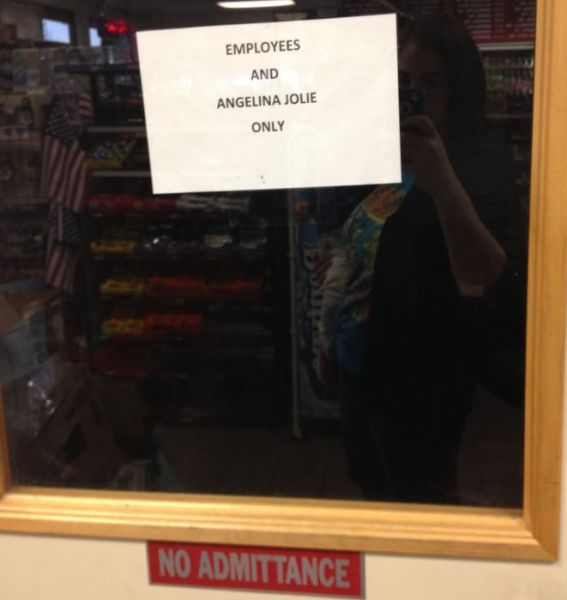 EMPLOYEES
AND
ANGELINA JOLIE
ONLY
NO ADMITTANCE